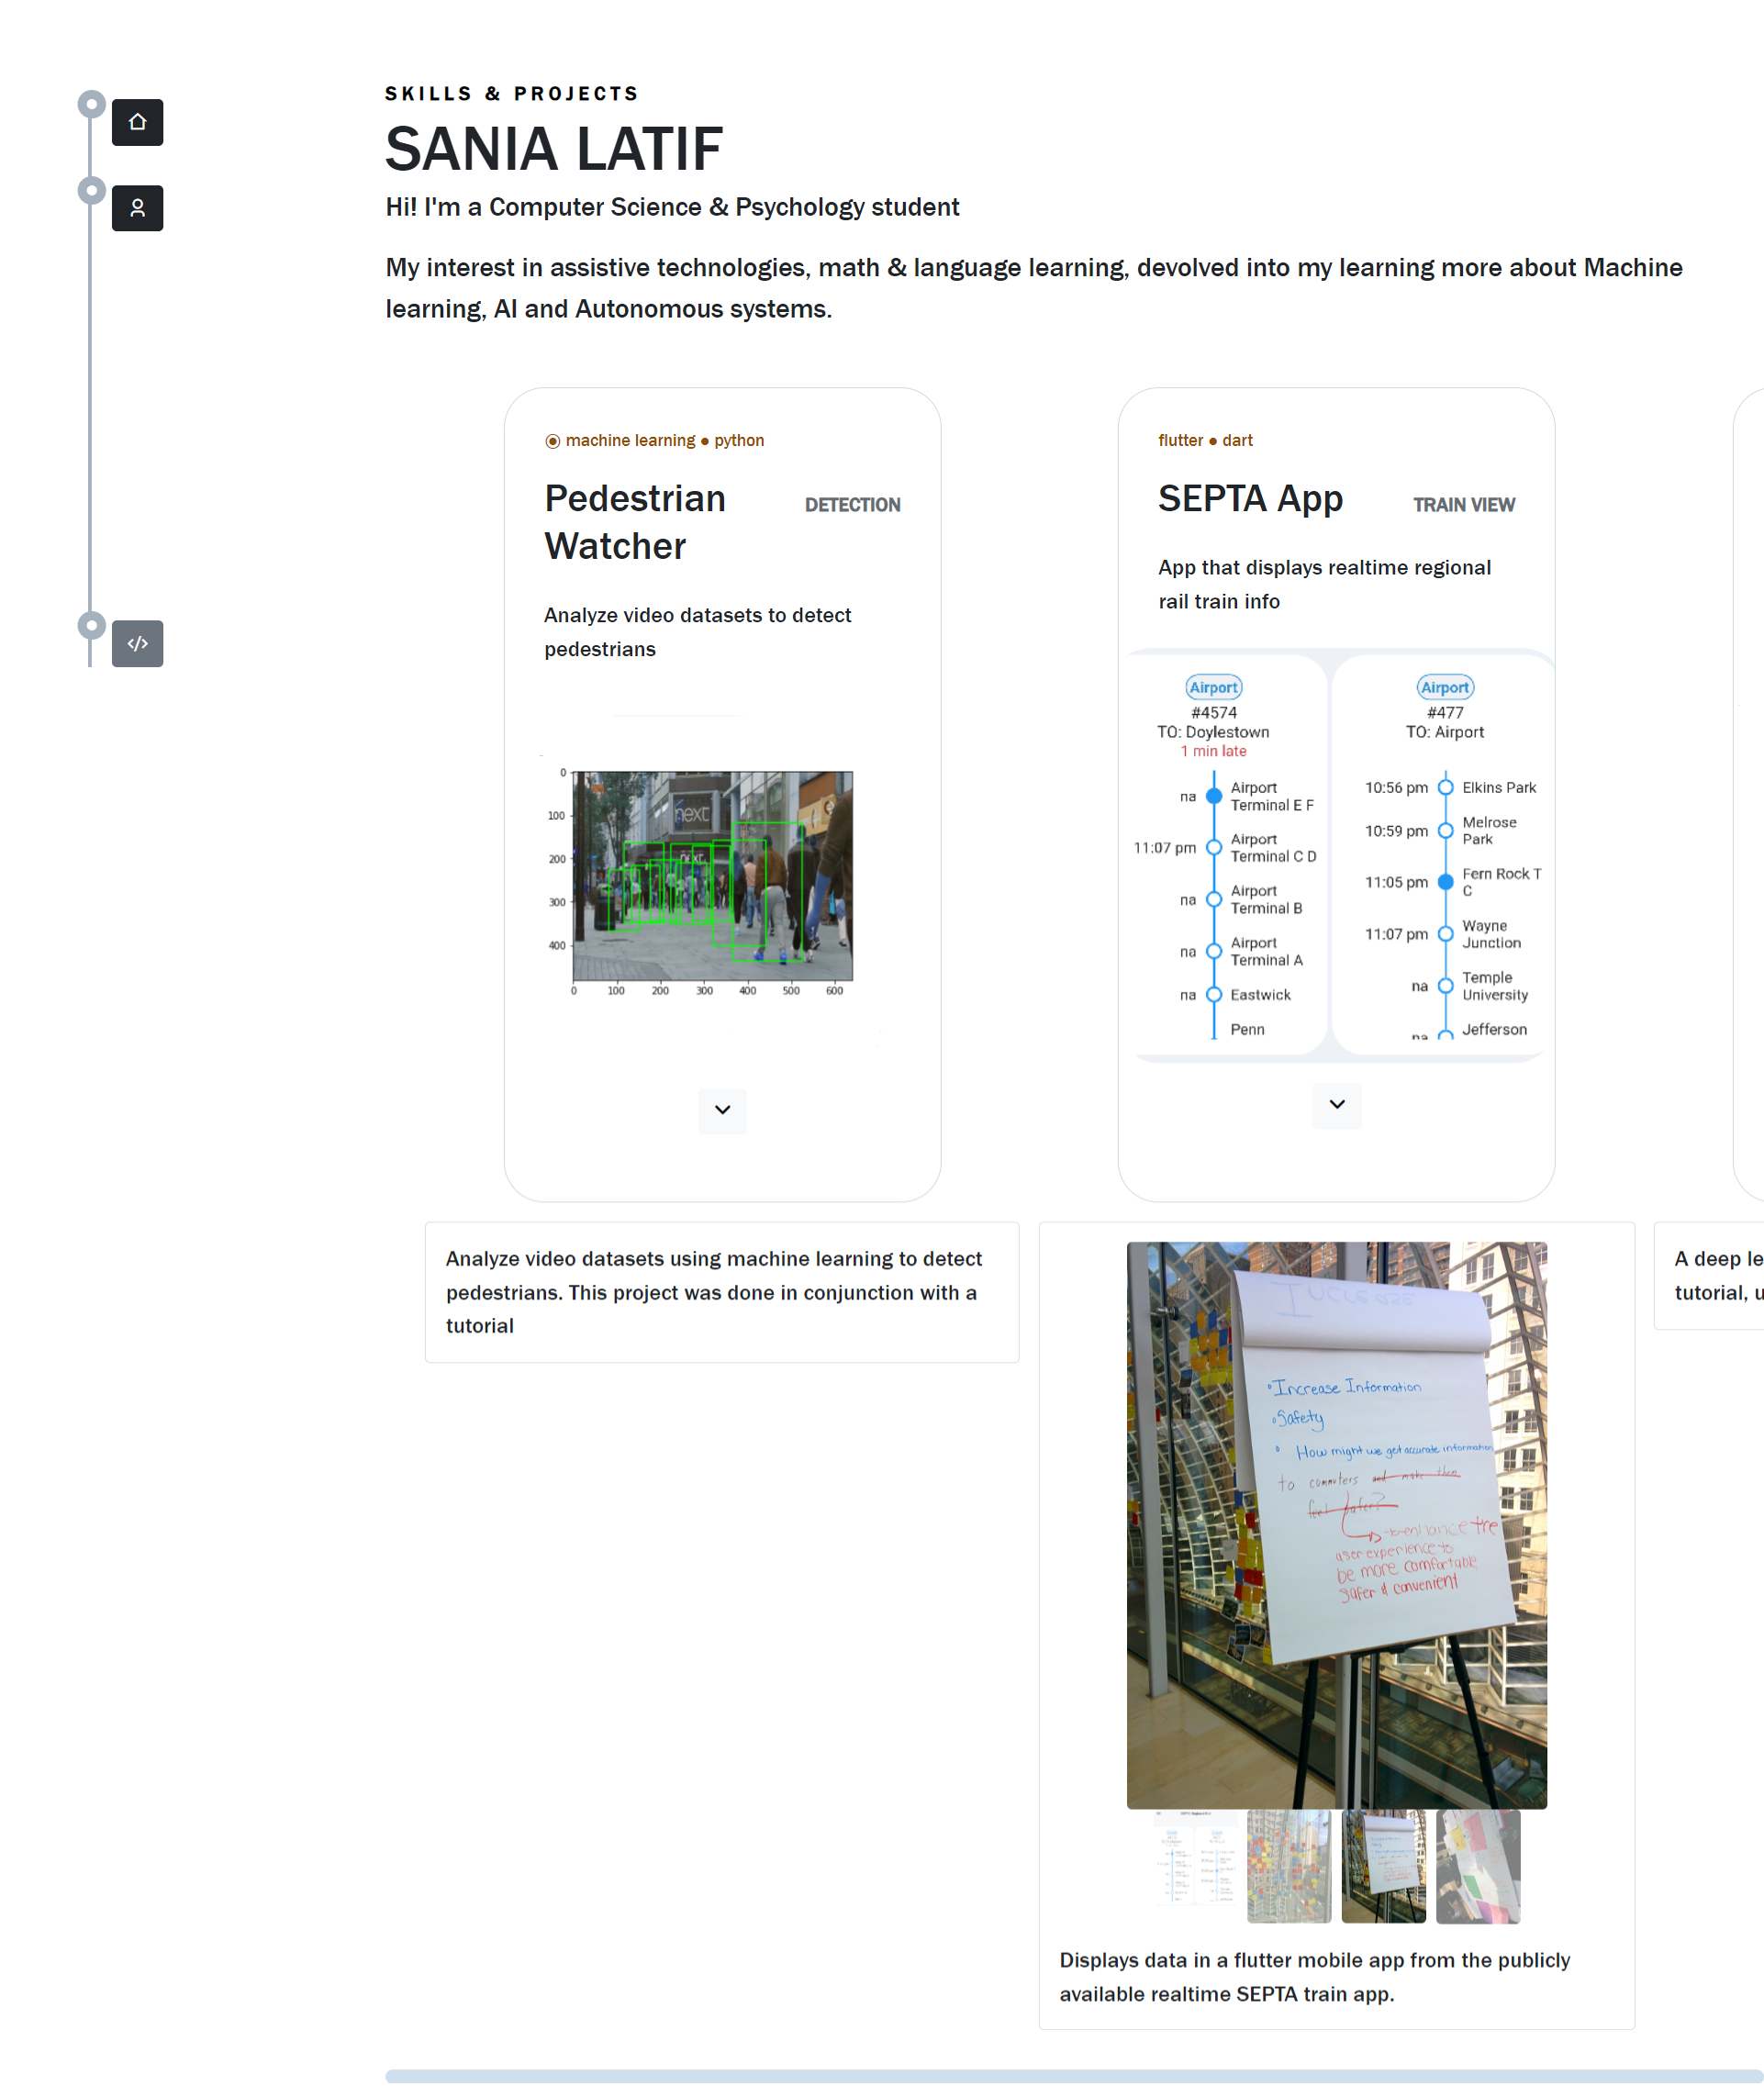 SKILLS & PROJECTS
SANIA LATIF
Hi! I'm a Computer Science & Psychology student
My interest in assistive technologies, math & language learning, devolved into my learning more about Machine
learning, AI and Autonomous systems.
machine learning ● python
Pedestrian
Watcher
DETECTION
Analyze video datasets to detect
pedestrians
next
next
0
100
200
300
400
0 100 200 300 400 500 600
Analyze video datasets using machine learning to detect
pedestrians. This project was done in conjunction with a
tutorial
flutter ● dart
SEPTA App
TRAIN VIEW
App that displays realtime regional
rail train info
Airport
#4574
TO: Doylestown
1 min late
na Airport
Terminal E F
11:07 pm Airport
Terminal C D
na Airport
Terminal B
na Airport
Terminal A
na Eastwick
Penn
Airport
#477
TO: Airport
10:56 pm Elkins Park
10:59 pm Melrose
Park
11:05 pm Fern Rock T
C
11:07 pm Wayne
Junction
na Temple
University
na Jefferson
Increase
Increase Information
Safety
How might we get accurate information
to commuters and make them
feel safer?
to enhance the
user experience to
be more comfortable,
safer & convenient
Displays data in a flutter mobile app from the publicly
available realtime SEPTA train app.
A deep le
tutorial, u